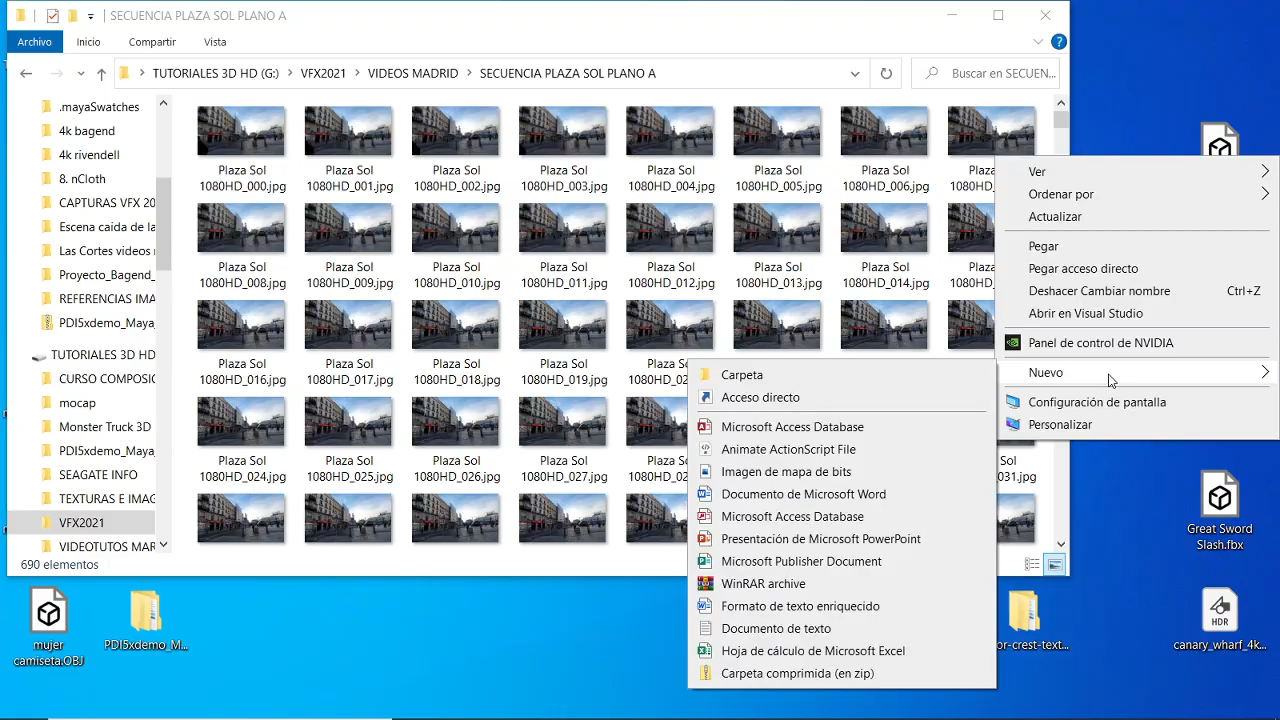 SECUENCIA PLAZA SOL PLANO A
Archivo
Inicio
Compartir
Vista
TUTORIALES 3D HD (G:)
VFX2021
VIDEOS MADRID
SECUENCIA PLAZA SOL PLANO A
Buscar en SECUEN...
.mayaSwatches
4k bagend
4k rivendell
8. nCloth
CAPTURAS VFX 20
Escena caída de la
Las Cortes videos
Proyecto_Bagend_
REFERENCIAS IMA
PDI5xdemo_Maya_
TUTORIALES 3D HD
CURSO COMPOSIC
mocap
Monster Truck 3D
PDI5xdemo_Maya_
SEAGATE INFO
TEXTURAS E IMAG
VFX2021
VIDEOTUTOS MAR
690 elementos
Plaza Sol
1080HD_000.jpg
Plaza Sol
1080HD_001.jpg
Plaza Sol
1080HD_002.jpg
Plaza Sol
1080HD_003.jpg
Plaza Sol
1080HD_004.jpg
Plaza Sol
1080HD_005.jpg
Plaza Sol
1080HD_006.jpg
Plaza Sol
1080HD_008.jpg
Plaza Sol
1080HD_009.jpg
Plaza Sol
1080HD_010.jpg
Plaza Sol
1080HD_011.jpg
Plaza Sol
1080HD_012.jpg
Plaza Sol
1080HD_013.jpg
Plaza Sol
1080HD_014.jpg
Plaza Sol
1080HD_016.jpg
Plaza Sol
1080HD_017.jpg
Plaza Sol
1080HD_018.jpg
Plaza Sol
1080HD_019.jpg
Plaza Sol
1080HD_024.jpg
Plaza Sol
1080HD_025.jpg
Plaza Sol
1080HD_026.jpg
Plaza Sol
1080HD_027.jpg
Sol
031.jpg
Ver
Ordenar por
Actualizar
Pegar
Pegar acceso directo
Deshacer Cambiar nombre Ctrl+Z
Abrir en Visual Studio
Panel de control de NVIDIA
Nuevo
Configuración de pantalla
Personalizar
Carpeta
Acceso directo
Microsoft Access Database
Animate ActionScript File
Imagen de mapa de bits
Documento de Microsoft Word
Microsoft Access Database
Presentación de Microsoft PowerPoint
Microsoft Publisher Document
WinRAR archive
Formato de texto enriquecido
Documento de texto
Hoja de cálculo de Microsoft Excel
Carpeta comprimida (en zip)
Great Sword
Slash.fbx
mujer
camiseta.OBJ
PDI5xdemo_M...
or-crest-text...
HDR
canary_wharf_4k...